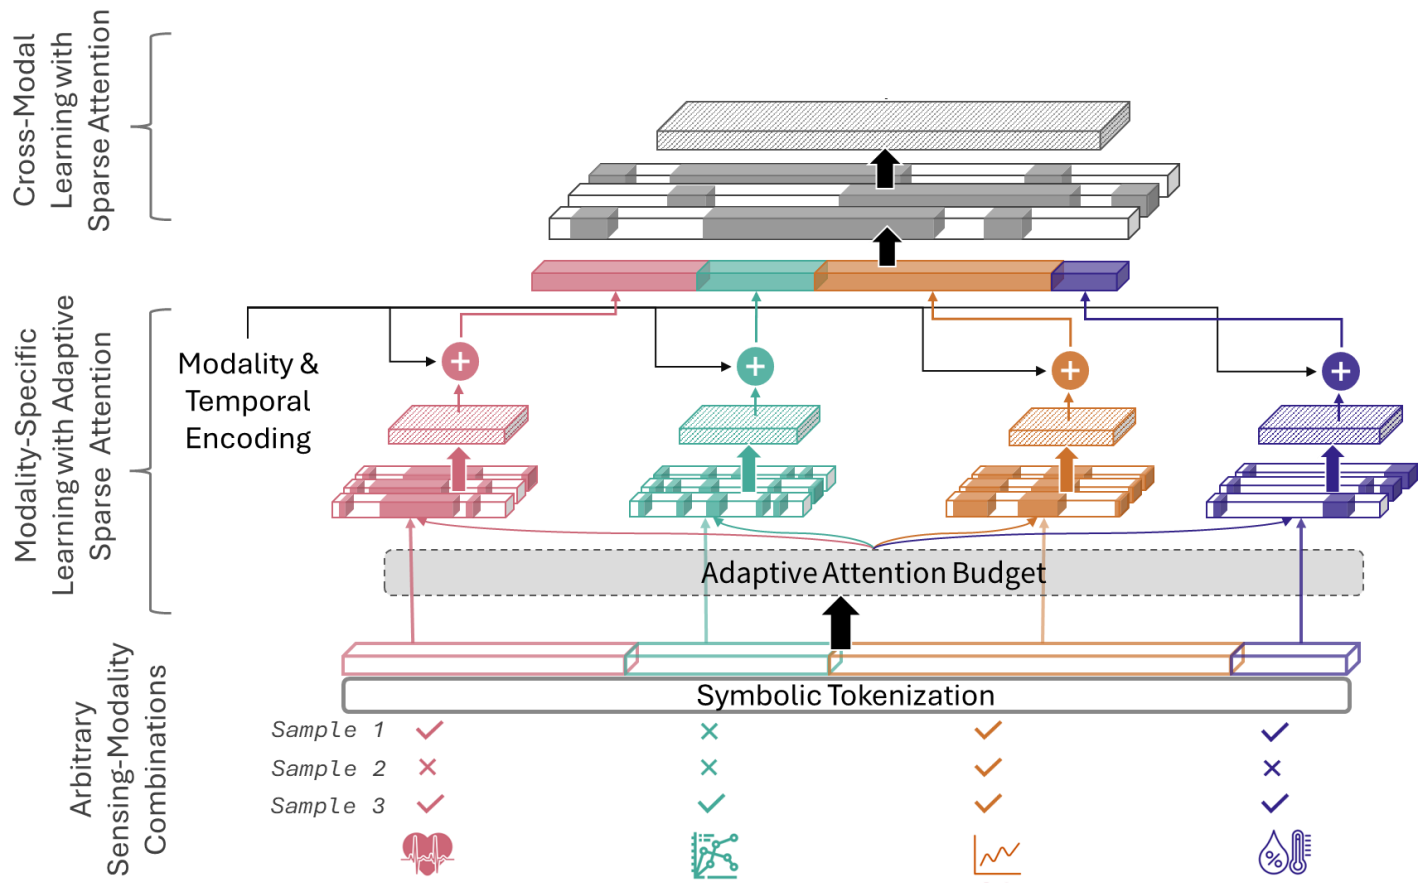 Cross-Modal
Learning with
Sparse Attention
Modality-Specific
Learning with Adaptive
Sparse Attention
Modality &
Temporal
Encoding
+
+
+
+
Adaptive Attention Budget
Symbolic Tokenization
Arbitrary
Sensing-Modality
Combinations
Sample 1
Sample 2
Sample 3
%